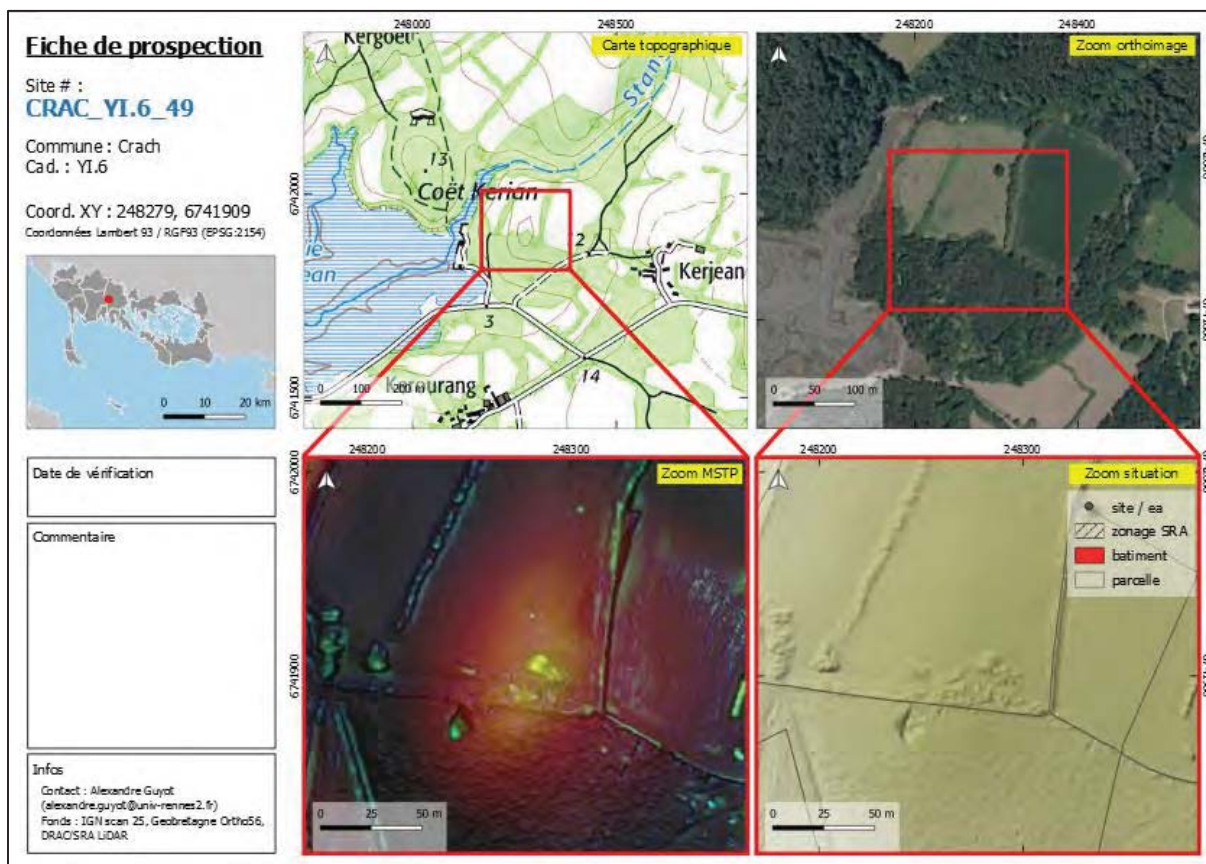 Fiche de prospection
Site # :
CRAC_YI.6_49
Commune : Crach
Cad. : YI.6
Coord. XY : 248279, 6741909
Coordonnées Lambert 93 / RGF93 (EPSG:2154)
0 10 20 km
Date de vérification
Commentaire
Infos
Contact : Alexandre Guyot
(alexandre.guyot@univ-rennes2.fr)
Fonds : IGN scan 25, Geobretagne Ortho56,
DRAC/SRA LiDAR
248000 248500
Carte topographique
Kergoët
Stan
13
Coët Kerian
6742000
2
Kerjean
3
14
0 100 200 m
6741500
248200 248400
Zoom orthoimage
0 50 100 m
248200 248300
Zoom MSTP
6742000
6741900
0 25 50 m
248200 248300
Zoom situation
site / ea
zonage SRA
batiment
parcelle
0 25 50 m